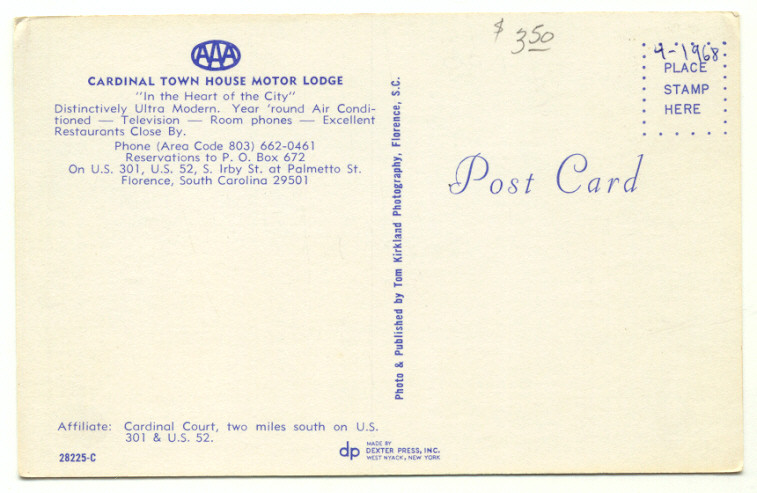 AAA
CARDINAL TOWN HOUSE MOTOR LODGE
"In the Heart of the City"
Distinctively Ultra Modern. Year 'round Air Condi-
tioned — Television — Room phones — Excellent
Restaurants Close By.
Phone (Area Code 803) 662-0461
Reservations to P. O. Box 672
On U.S. 301, U.S. 52, S. Irby St. at Palmetto St.
Florence, South Carolina 29501
Affiliate: Cardinal Court, two miles south on U.S.
301 & U.S. 52.
28225-C
Photo & Published by Tom Kirkland Photography, Florence, S.C.
dp
MADE BY
DEXTER PRESS, INC.
WEST NYACK, NEW YORK
$3.50
9-1968
PLACE
STAMP
HERE
Post Card